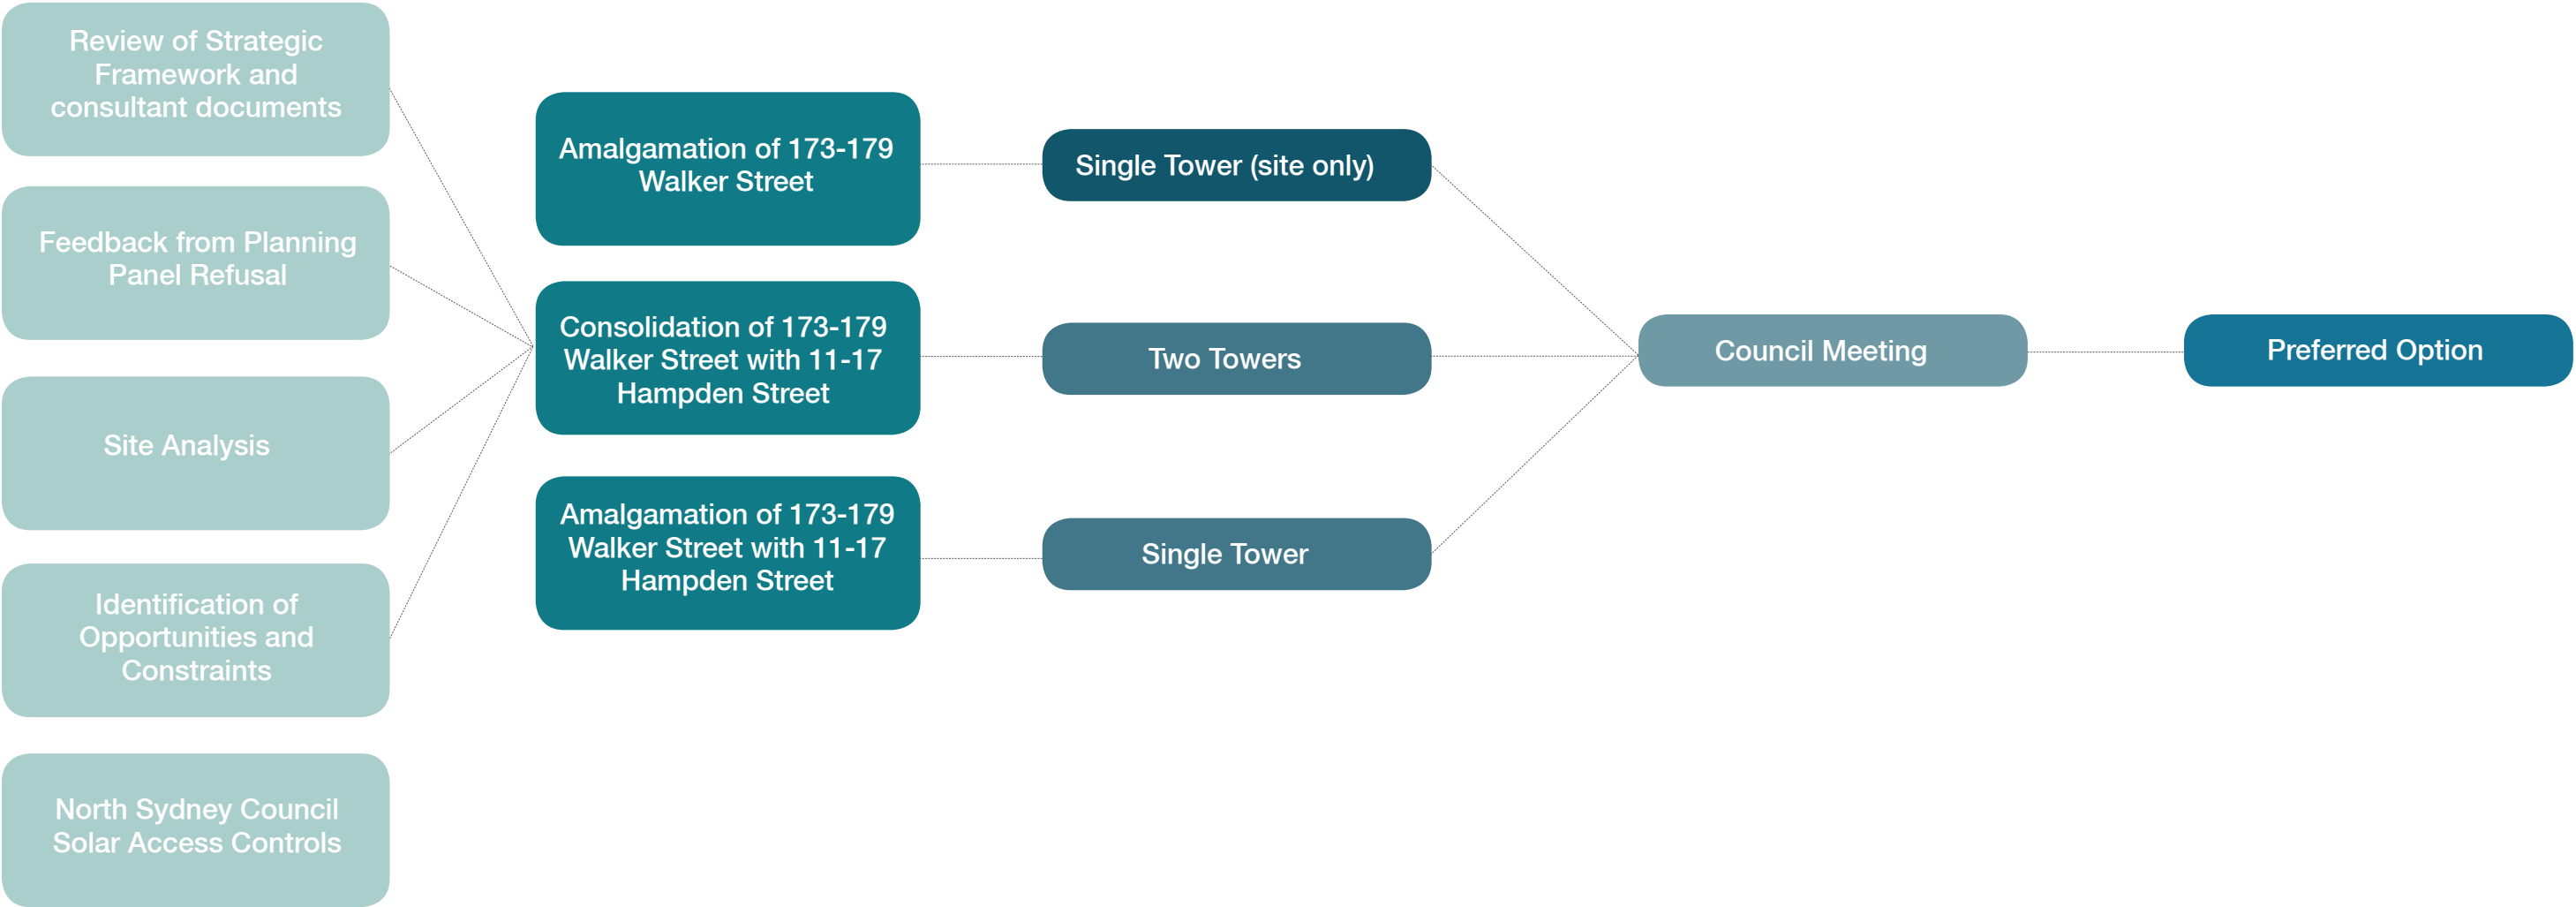 Review of Strategic
Framework and
consultant documents
Feedback from Planning
Panel Refusal
Site Analysis
Identification of
Opportunities and
Constraints
North Sydney Council
Solar Access Controls
Amalgamation of 173-179
Walker Street
Consolidation of 173-179
Walker Street with 11-17
Hampden Street
Amalgamation of 173-179
Walker Street with 11-17
Hampden Street
Single Tower (site only)
Two Towers
Single Tower
Council Meeting
Preferred Option